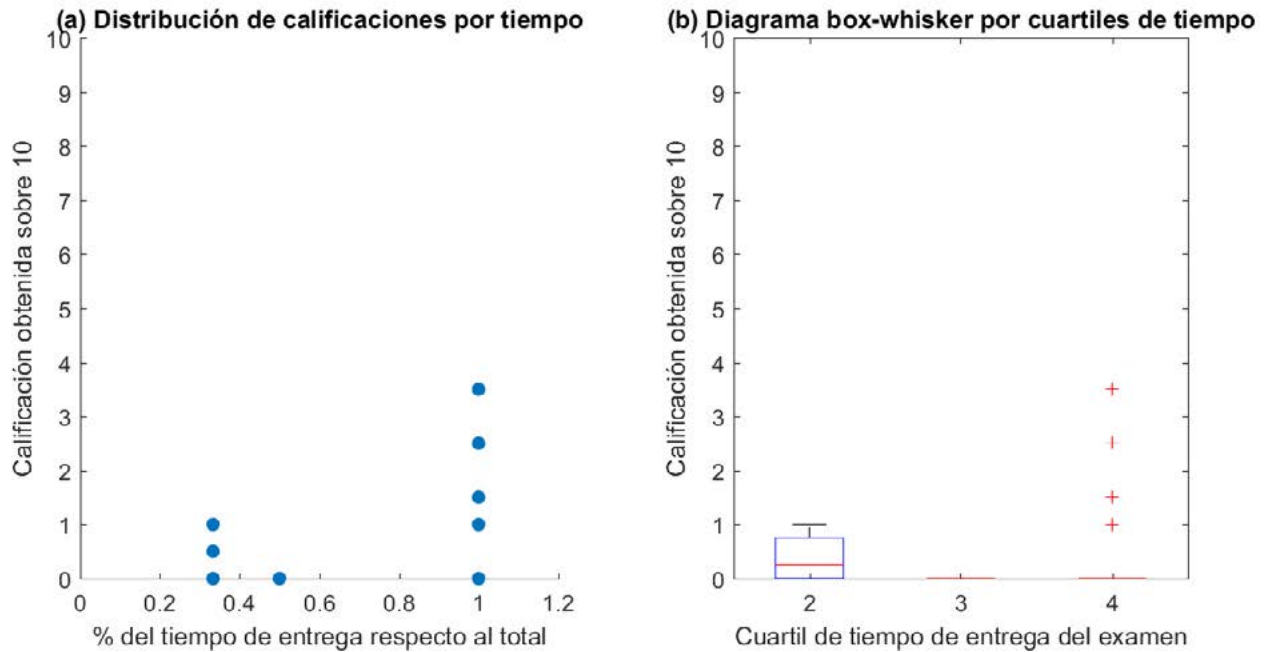 (a) Distribución de calificaciones por tiempo
10
9
8
7
6
5
4
3
2
1
0
Calificación obtenida sobre 10
0 0.2 0.4 0.6 0.8 1 1.2
% del tiempo de entrega respecto al total
(b) Diagrama box-whisker por cuartiles de tiempo
10
9
8
7
6
5
4
3
2
1
0
Calificación obtenida sobre 10
2 3 4
Cuartil de tiempo de entrega del examen